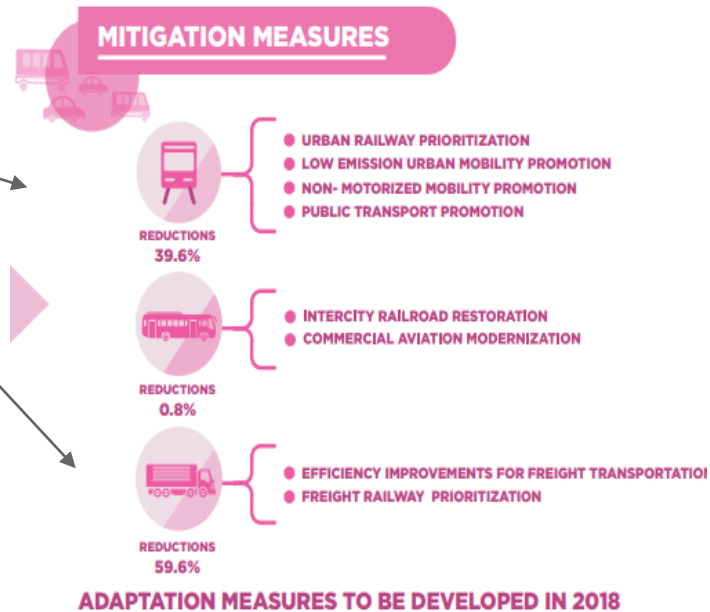 MITIGATION MEASURES
URBAN RAILWAY PRIORITIZATION
LOW EMISSION URBAN MOBILITY PROMOTION
NON- MOTORIZED MOBILITY PROMOTION
PUBLIC TRANSPORT PROMOTION
REDUCTIONS
39.6%
INTERCITY RAILROAD RESTORATION
COMMERCIAL AVIATION MODERNIZATION
REDUCTIONS
0.8%
EFFICIENCY IMPROVEMENTS FOR FREIGHT TRANSPORTATION
FREIGHT RAILWAY PRIORITIZATION
REDUCTIONS
59.6%
ADAPTATION MEASURES TO BE DEVELOPED IN 2018